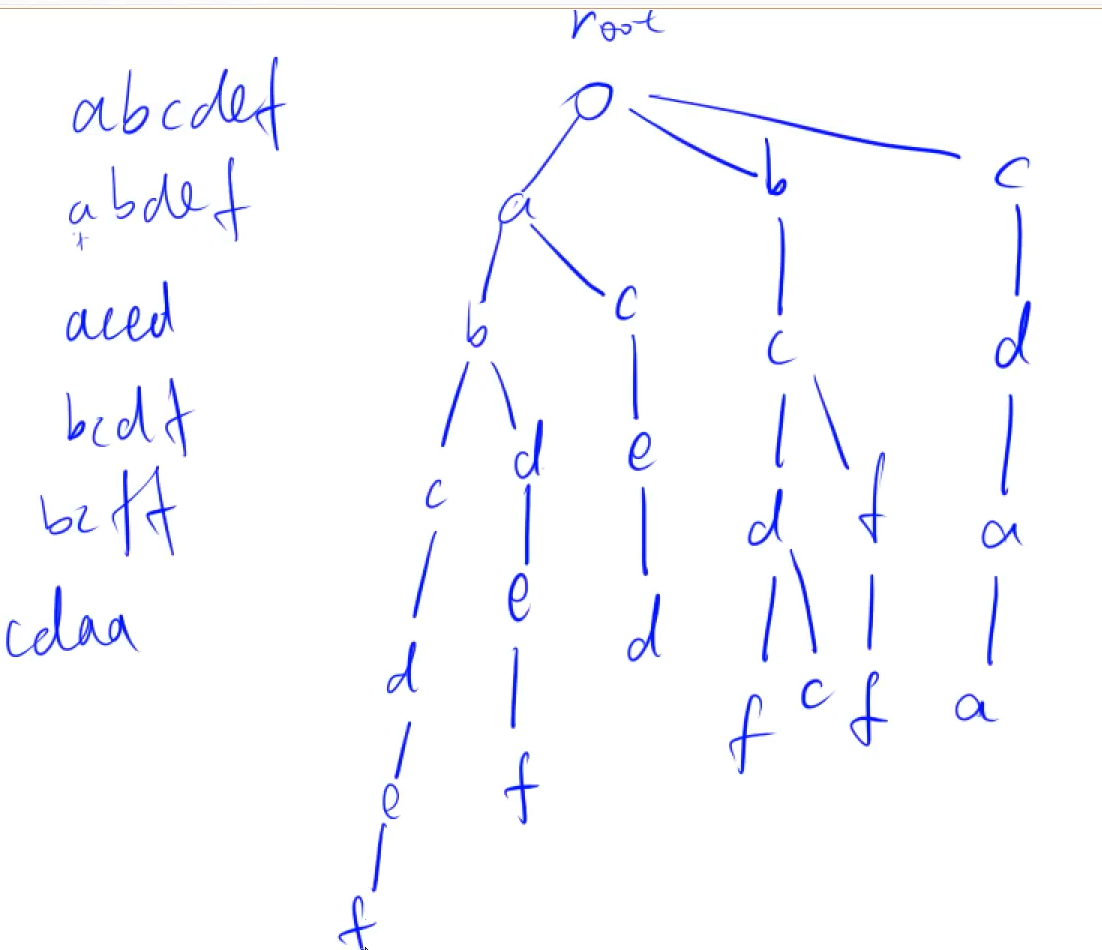 root
abcdef
abdef
aced
bcdf
bcff
cdaa
a b c
b c c d
c d e d f a
d e d f c f a
e f
f